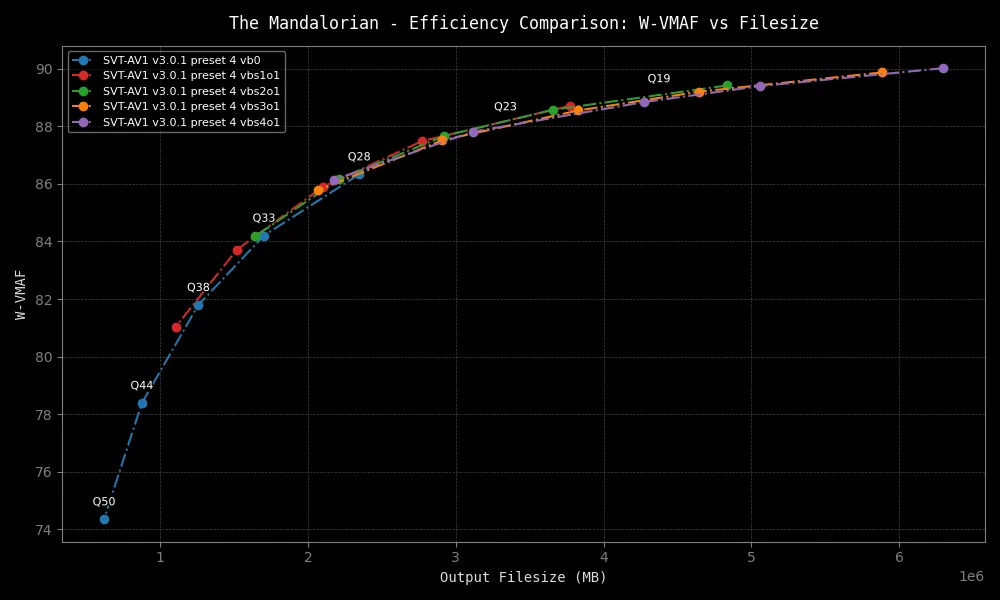 The Mandalorian - Efficiency Comparison: W-VMAF vs Filesize
SVT-AV1 v3.0.1 preset 4 vb0
SVT-AV1 v3.0.1 preset 4 vbs1o1
SVT-AV1 v3.0.1 preset 4 vbs2o1
SVT-AV1 v3.0.1 preset 4 vbs3o1
SVT-AV1 v3.0.1 preset 4 vbs4o1
90
88
86
84
82
80
78
76
74
W-VMAF
Q19
Q23
Q28
Q33
Q38
Q44
Q50
1 2 3 4 5 6
1e6
Output Filesize (MB)